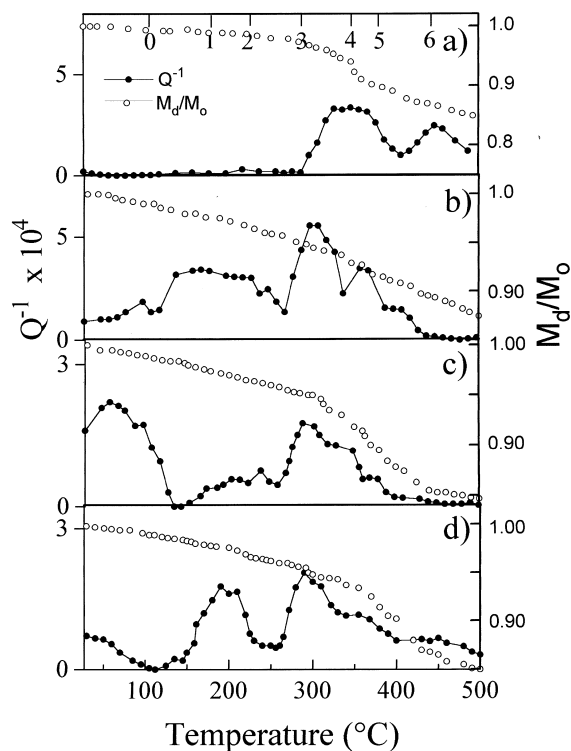 0 1 2 3 4 5 6 1.0
a)
5
Q⁻¹
0.9
M_d/M_o
0.8
0
1.0
b)
5
0.90
0
1.00
c)
3
0.90
0
1.00
d)
3
0.90
0
100 200 300 400 500
Temperature (°C)
Q⁻¹ x 10⁴
M_d/M_o